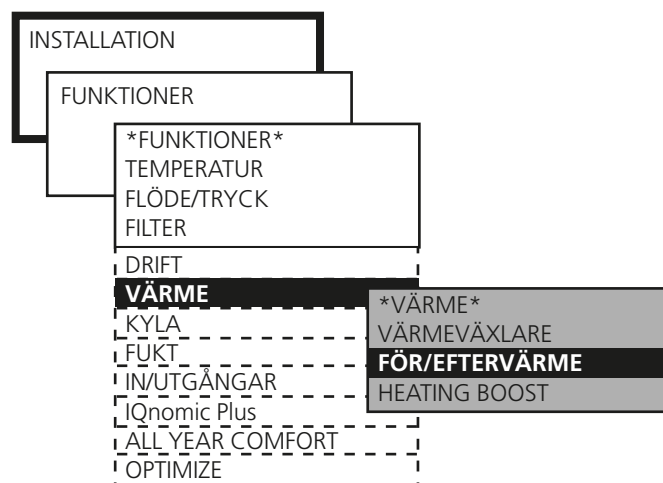 INSTALLATION
FUNKTIONER
*FUNKTIONER*
TEMPERATUR
FLÖDE/TRYCK
FILTER
DRIFT
VÄRME
KYLA
FUKT
IN/UTGÅNGAR
IQnomic Plus
ALL YEAR COMFORT
OPTIMIZE
*VÄRME*
VÄRMEVÄXLARE
FÖR/EFTERVÄRME
HEATING BOOST